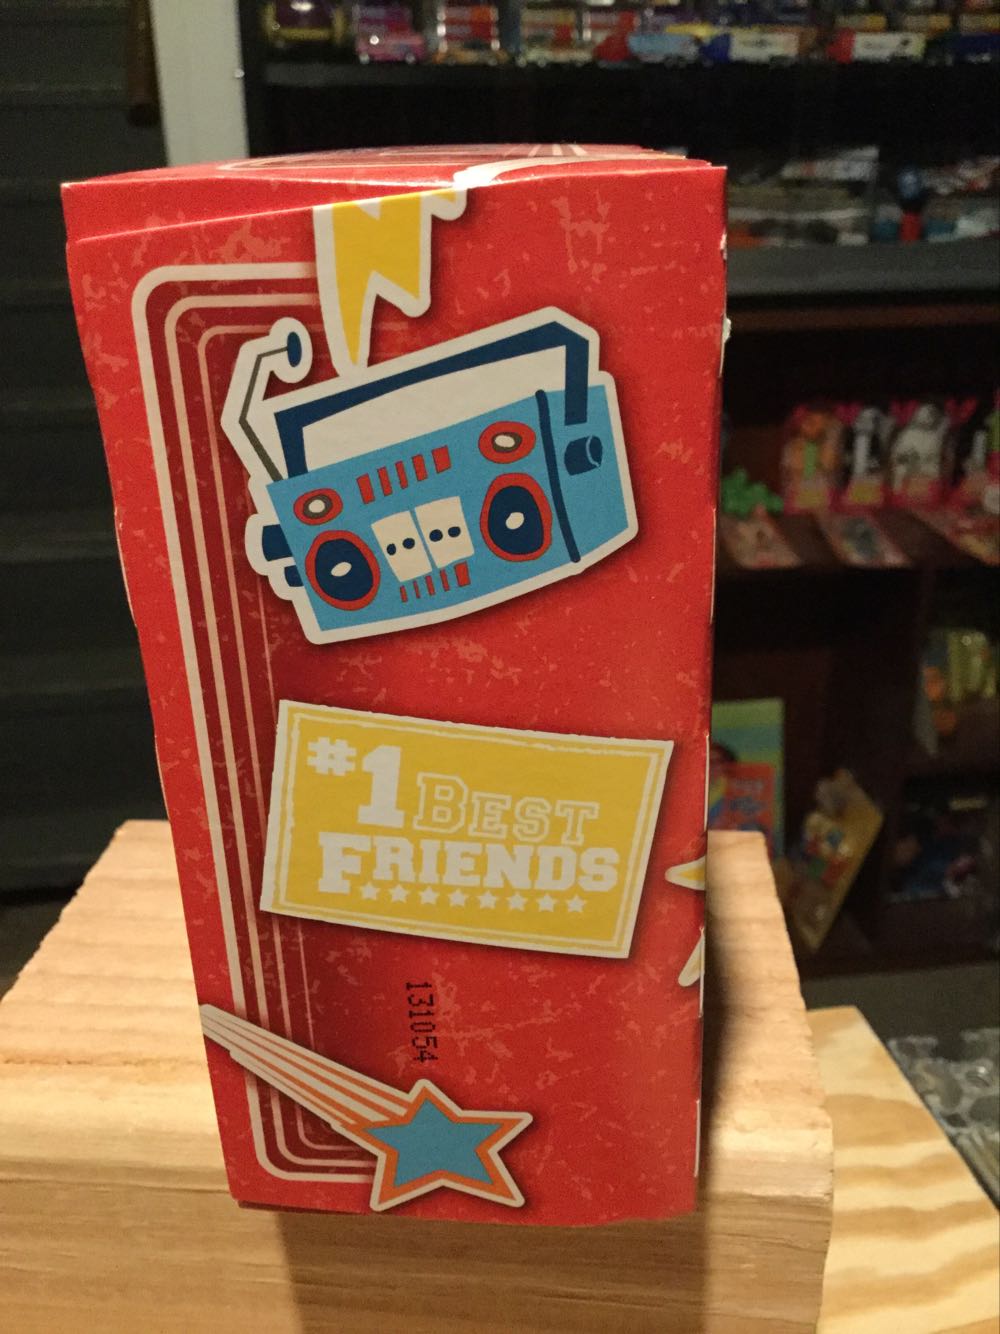 #1 BEST
FRIENDS
131054